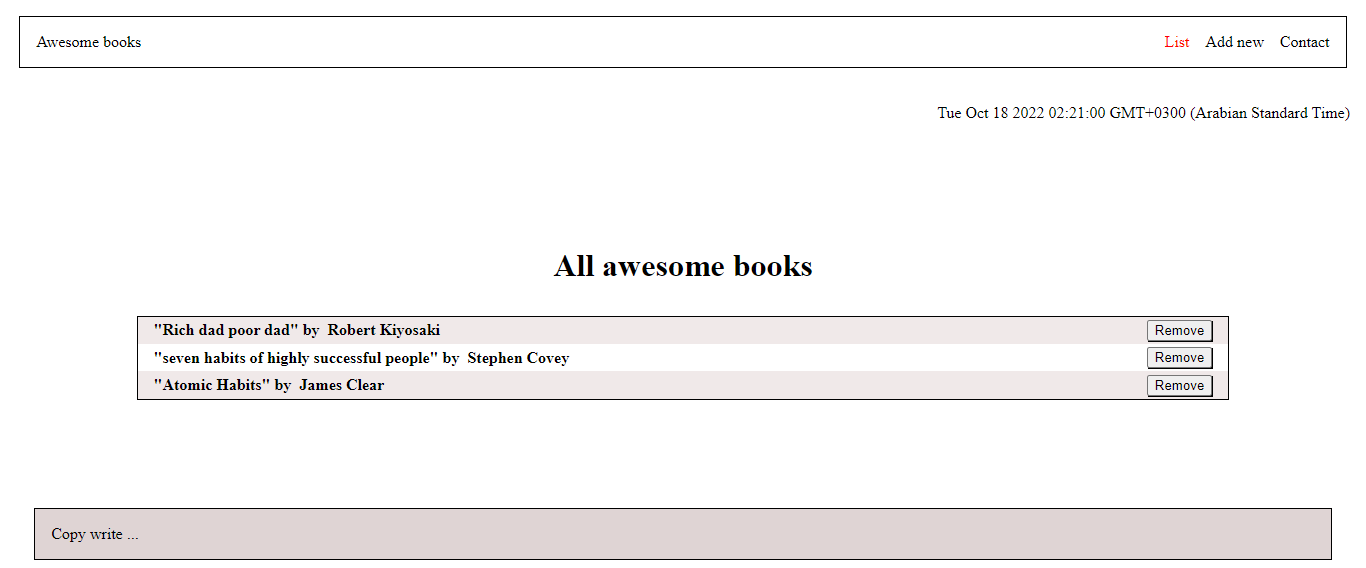 Awesome books List Add new Contact
Tue Oct 18 2022 02:21:00 GMT+0300 (Arabian Standard Time)
All awesome books
"Rich dad poor dad" by Robert Kiyosaki Remove
"seven habits of highly successful people" by Stephen Covey Remove
"Atomic Habits" by James Clear Remove
Copy write ...